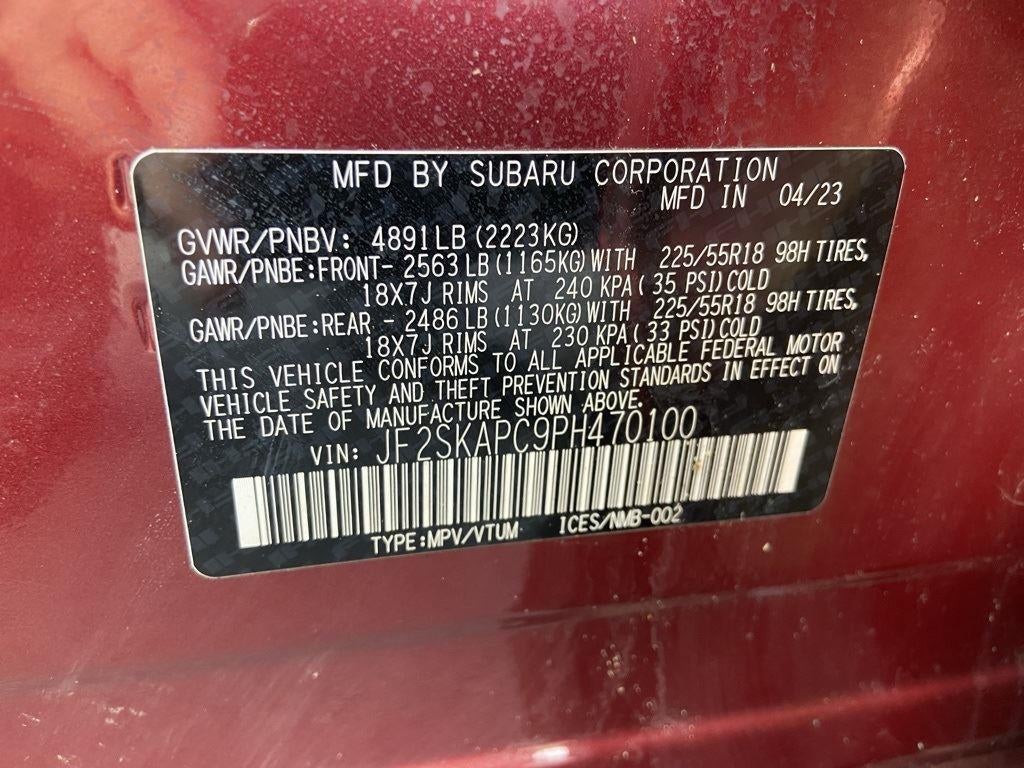 MFD BY SUBARU CORPORATION
MFD IN 04/23
GVWR/PNBV: 4891LB(2223KG)
GAWR/PNBE:FRONT- 2563LB(1165KG)WITH 225/55R18 98H TIRES,
18X7J RIMS AT 240 KPA( 35 PSI)COLD
GAWR/PNBE:REAR - 2486LB(1130KG)WITH 225/55R18 98H TIRES,
18X7J RIMS AT 230 KPA( 33 PSI)COLD
THIS VEHICLE CONFORMS TO ALL APPLICABLE FEDERAL MOTOR
VEHICLE SAFETY AND THEFT PREVENTION STANDARDS IN EFFECT ON
THE DATE OF MANUFACTURE SHOWN ABOVE.
VIN: JF2SKAPC9PH470100
TYPE:MPV/VTUM ICES/NMB-002